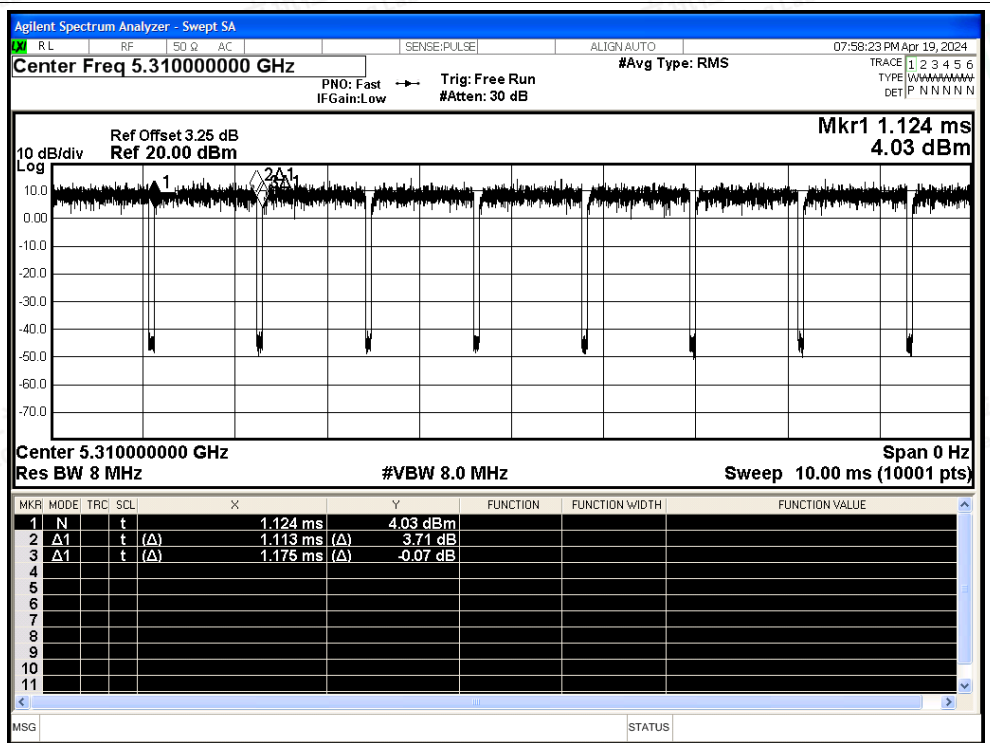 Agilent Spectrum Analyzer - Swept SA
LXI RL RF 50 Ω AC SENSE:PULSE ALIGN AUTO 07:58:23 PM Apr 19, 2024
Center Freq 5.310000000 GHz #Avg Type: RMS TRACE 1 2 3 4 5 6
PNO: Fast Trig: Free Run TYPE WWWWWW
IFGain:Low #Atten: 30 dB DET P N N N N N
Mkr1 1.124 ms
4.03 dBm
Ref Offset 3.25 dB
10 dB/div Ref 20.00 dBm
Log
1 2Δ1 3Δ1
10.0
0.00
-10.0
-20.0
-30.0
-40.0
-50.0
-60.0
-70.0
Center 5.310000000 GHz Span 0 Hz
Res BW 8 MHz #VBW 8.0 MHz Sweep 10.00 ms (10001 pts)
MKR MODE TRC SCL X Y FUNCTION FUNCTION WIDTH FUNCTION VALUE
1 N t 1.124 ms 4.03 dBm
2 Δ1 t (Δ) 1.113 ms (Δ) 3.71 dB
3 Δ1 t (Δ) 1.175 ms (Δ) -0.07 dB
4
5
6
7
8
9
10
11
MSG STATUS